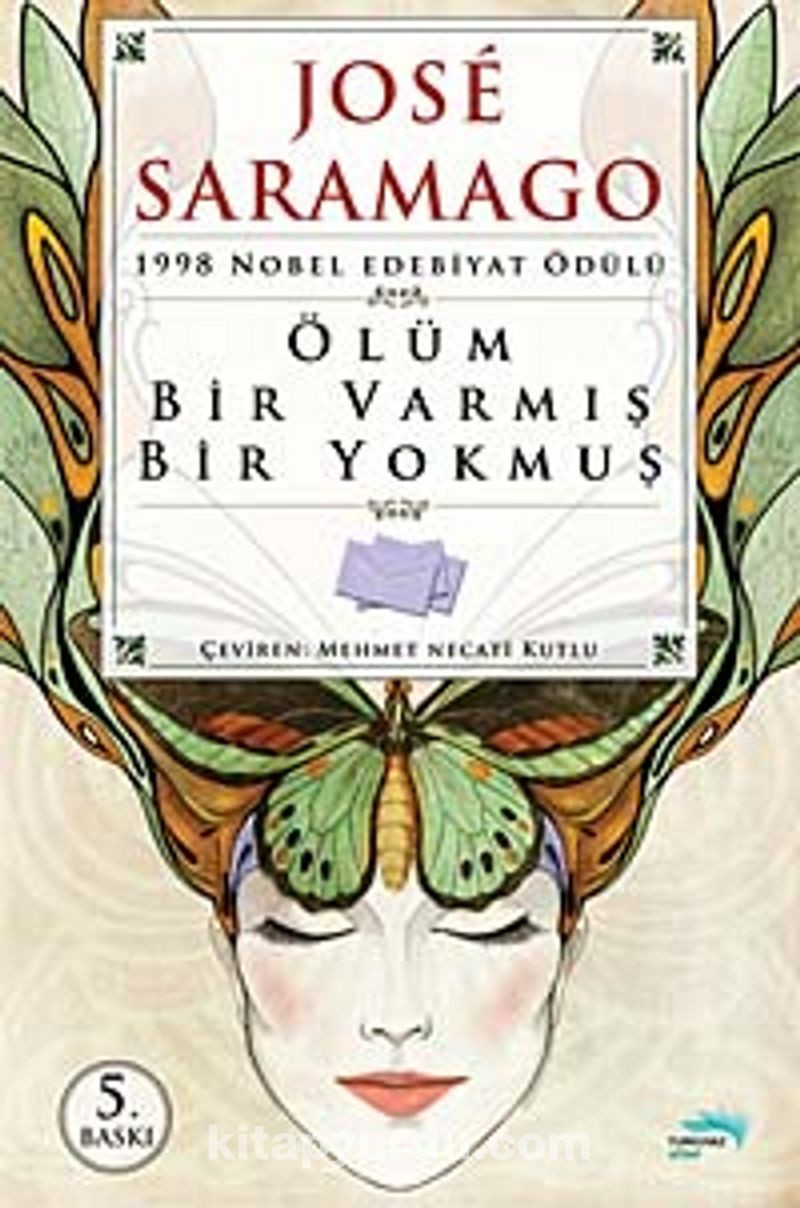 JOSÉ
SARAMAGO
1998 NOBEL EDEBİYAT ÖDÜLÜ
ÖLÜM
BİR VARMIŞ
BİR YOKMUŞ
ÇEVİREN: MEHMET NECATİ KUTLU
5.
BASKI
kitapyurdu.com